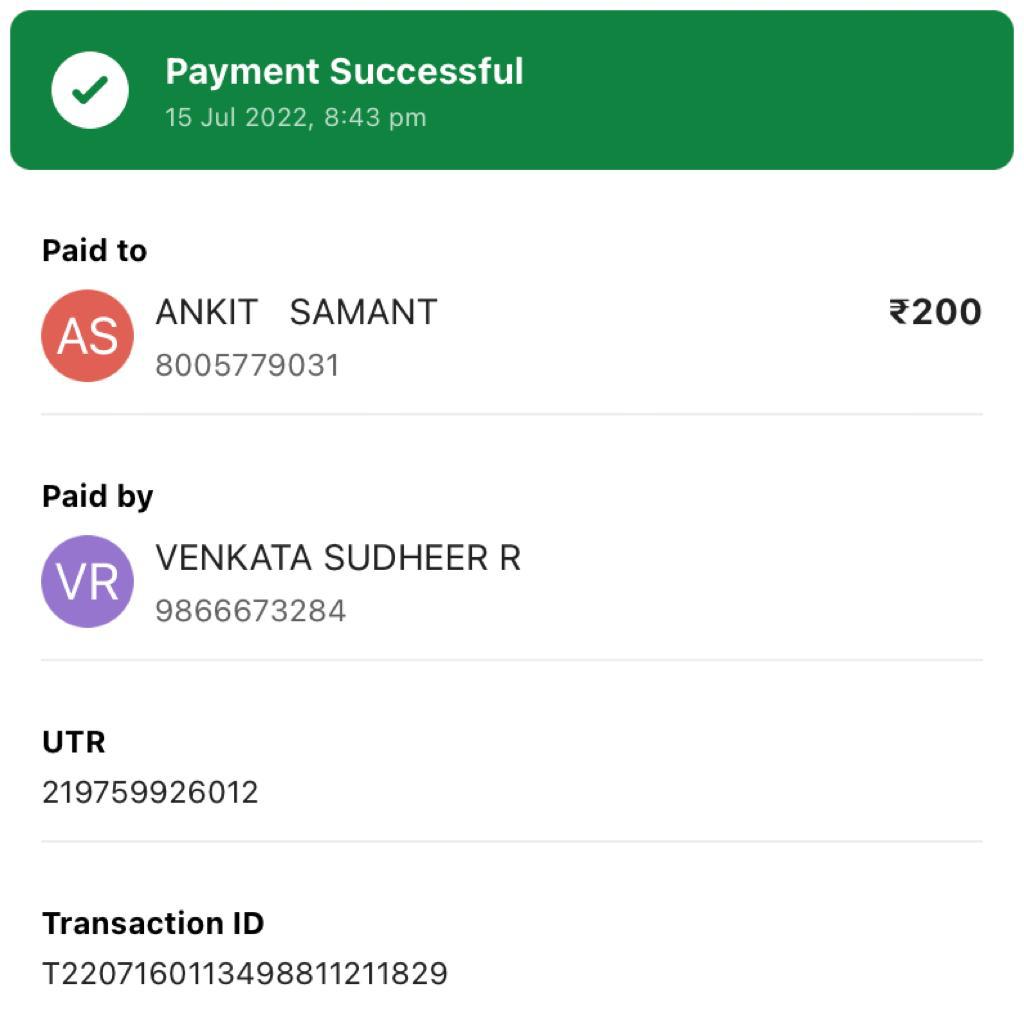 Payment Successful
15 Jul 2022, 8:43 pm
Paid to
AS
ANKIT   SAMANT
₹200
8005779031
Paid by
VR
VENKATA SUDHEER R
9866673284
UTR
219759926012
Transaction ID
T2207160113498811211829